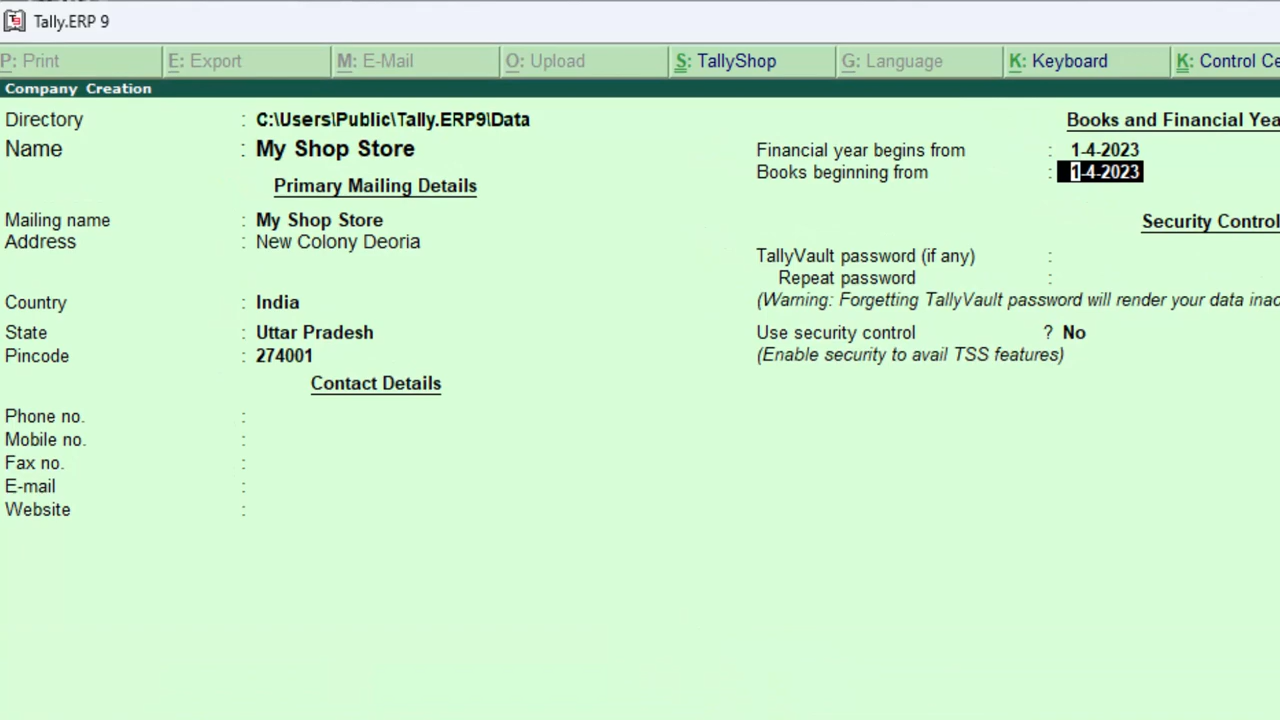 Tally.ERP 9
P: Print E: Export M: E-Mail O: Upload S: TallyShop G: Language K: Keyboard K: Control Ce
Company Creation
Directory : C:\Users\Public\Tally.ERP9\Data
Name : My Shop Store
Primary Mailing Details
Mailing name : My Shop Store
Address : New Colony Deoria
Country : India
State : Uttar Pradesh
Pincode : 274001
Contact Details
Phone no. :
Mobile no. :
Fax no. :
E-mail :
Website :
Books and Financial Yea
Financial year begins from : 1-4-2023
Books beginning from : 1-4-2023
Security Control
TallyVault password (if any) :
Repeat password :
(Warning: Forgetting TallyVault password will render your data inac
Use security control ? No
(Enable security to avail TSS features)